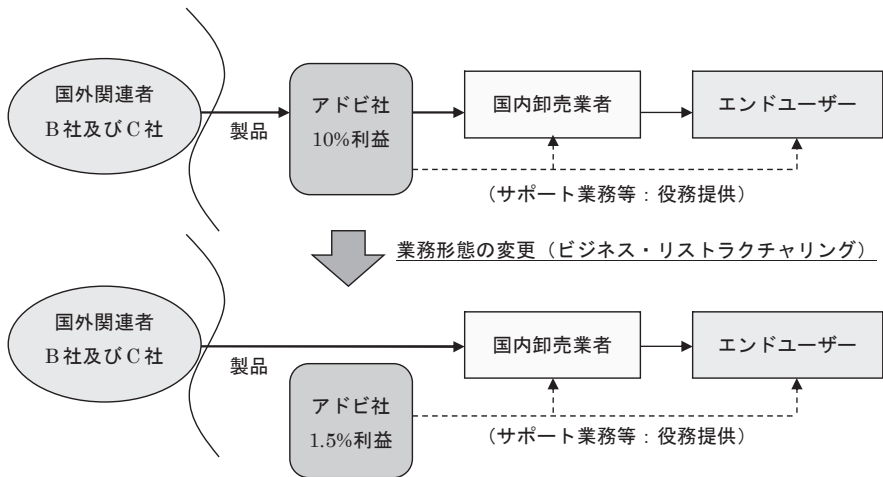 国外関連者
B社及びC社
製品
アドビ社
10%利益
国内卸売業者
エンドユーザー
(サポート業務等:役務提供)
業務形態の変更(ビジネス・リストラクチャリング)
国外関連者
B社及びC社
製品
アドビ社
1.5%利益
国内卸売業者
エンドユーザー
(サポート業務等:役務提供)